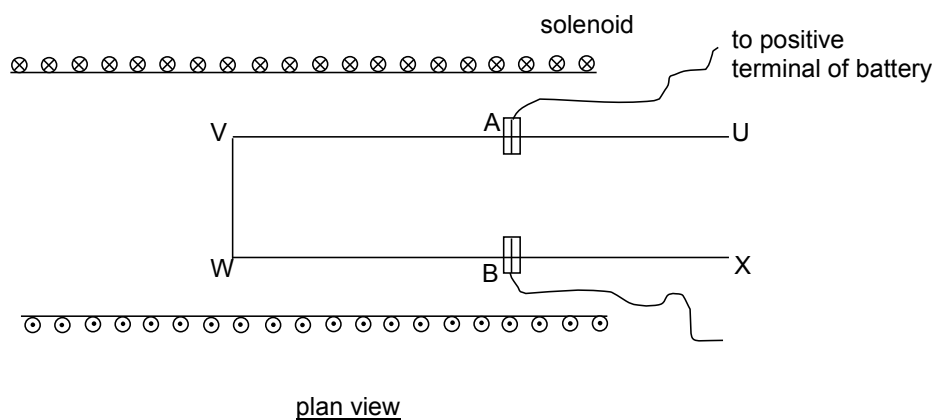 solenoid
to positive
terminal of battery
V
A
U
W
B
X
plan view